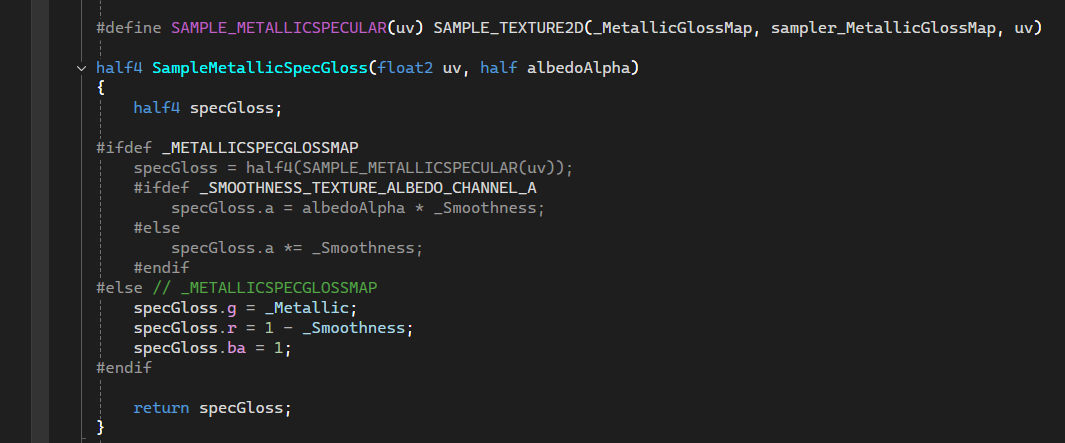 #define SAMPLE_METALLICSPECULAR(uv) SAMPLE_TEXTURE2D(_MetallicGlossMap, sampler_MetallicGlossMap, uv)
half4 SampleMetallicSpecGloss(float2 uv, half albedoAlpha)
{
half4 specGloss;
#ifdef _METALLICSPECGLOSSMAP
specGloss = half4(SAMPLE_METALLICSPECULAR(uv));
#ifdef _SMOOTHNESS_TEXTURE_ALBEDO_CHANNEL_A
specGloss.a = albedoAlpha * _Smoothness;
#else
specGloss.a *= _Smoothness;
#endif
#else // _METALLICSPECGLOSSMAP
specGloss.g = _Metallic;
specGloss.r = 1 - _Smoothness;
specGloss.ba = 1;
#endif
return specGloss;
}